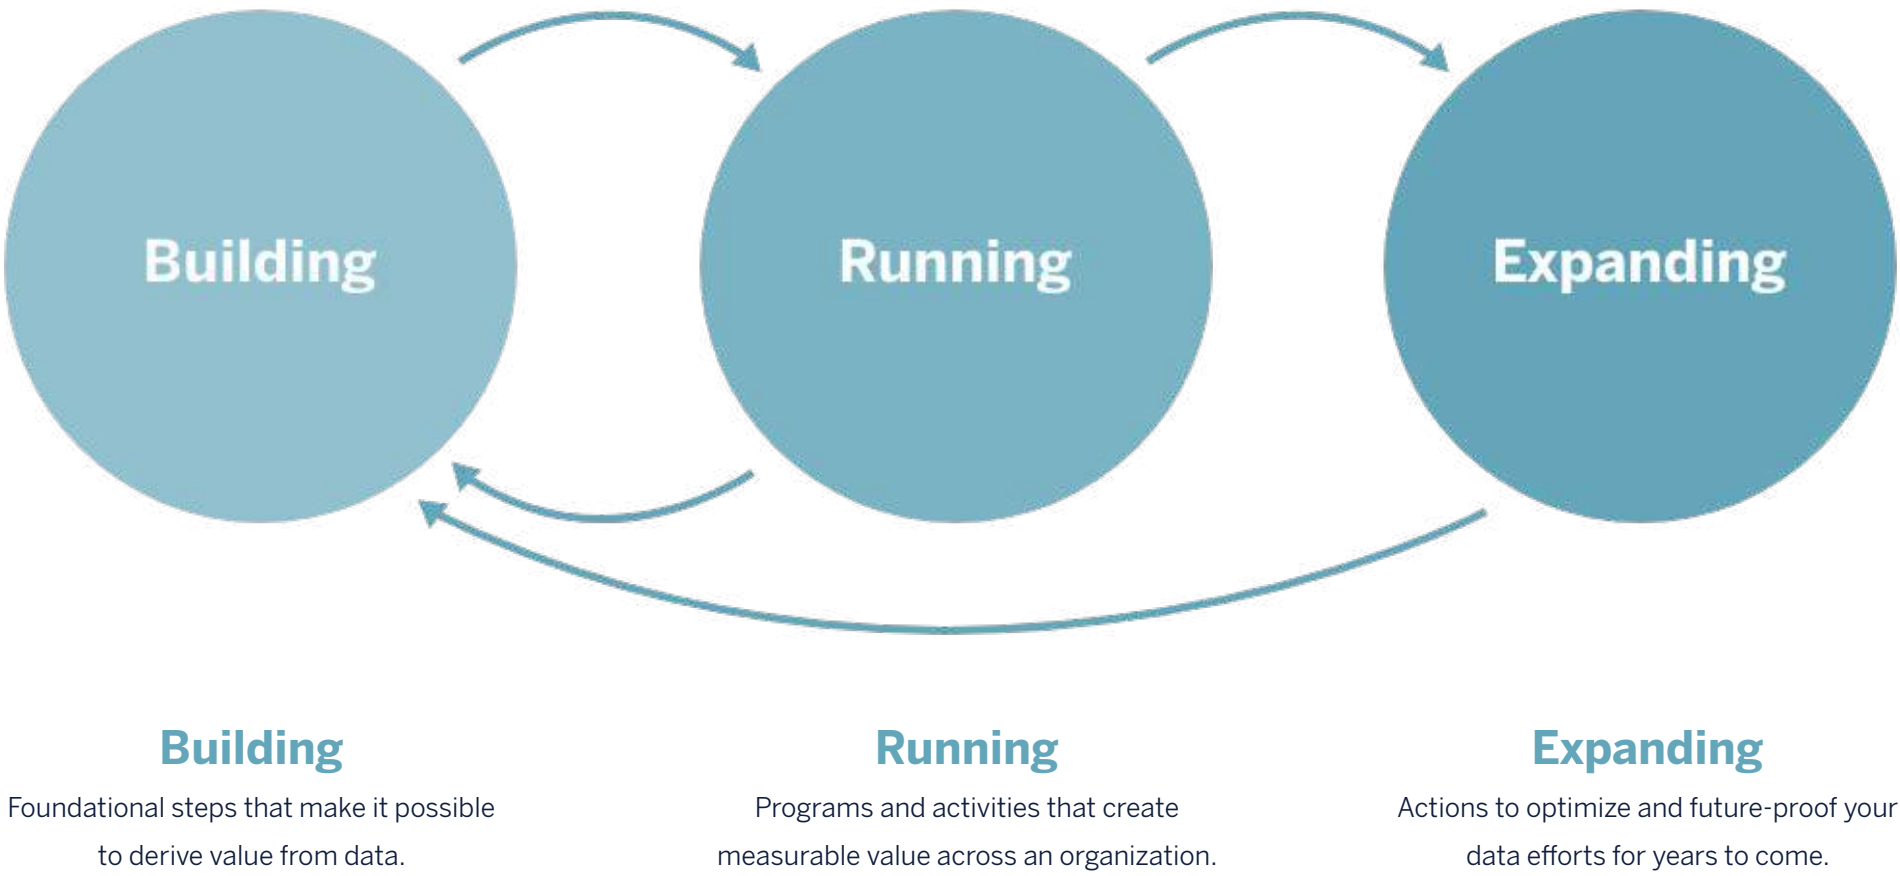 Building
Running
Expanding
Building
Foundational steps that make it possible
to derive value from data.
Running
Programs and activities that create
measurable value across an organization.
Expanding
Actions to optimize and future-proof your
data efforts for years to come.